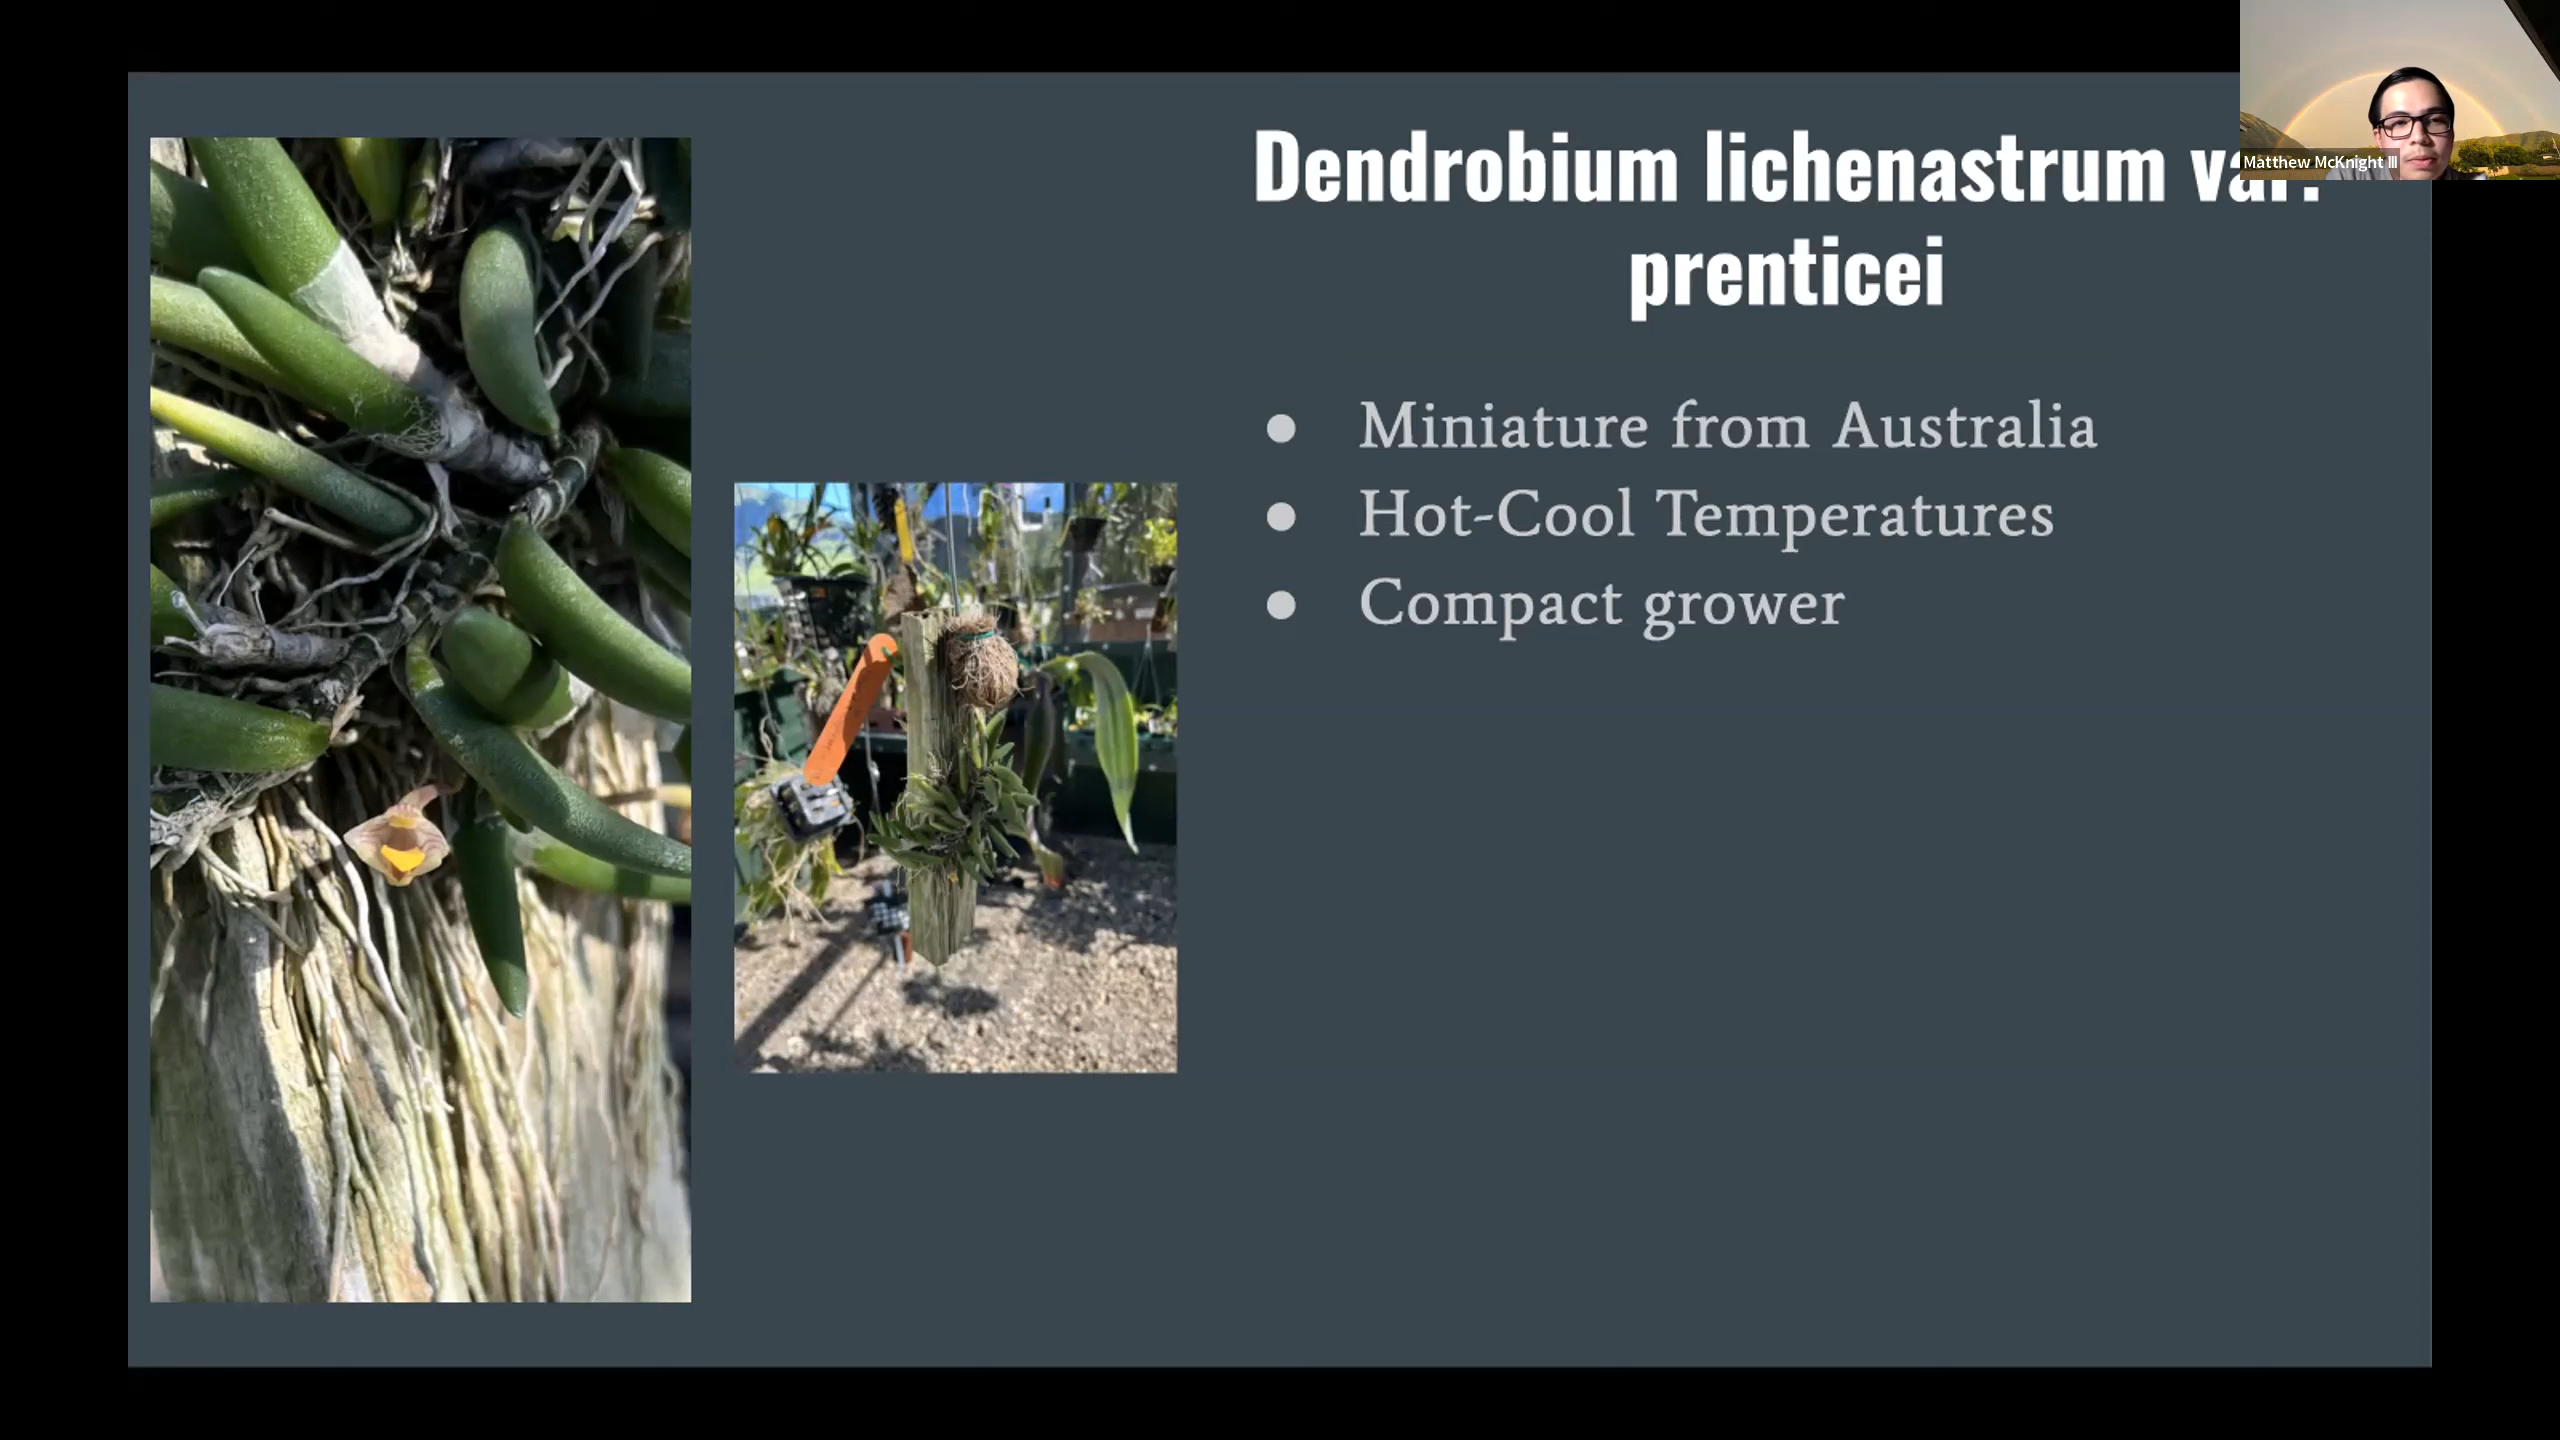 Matthew McKnight III
Dendrobium lichenastrum var.
prenticei
● Miniature from Australia
● Hot-Cool Temperatures
● Compact grower